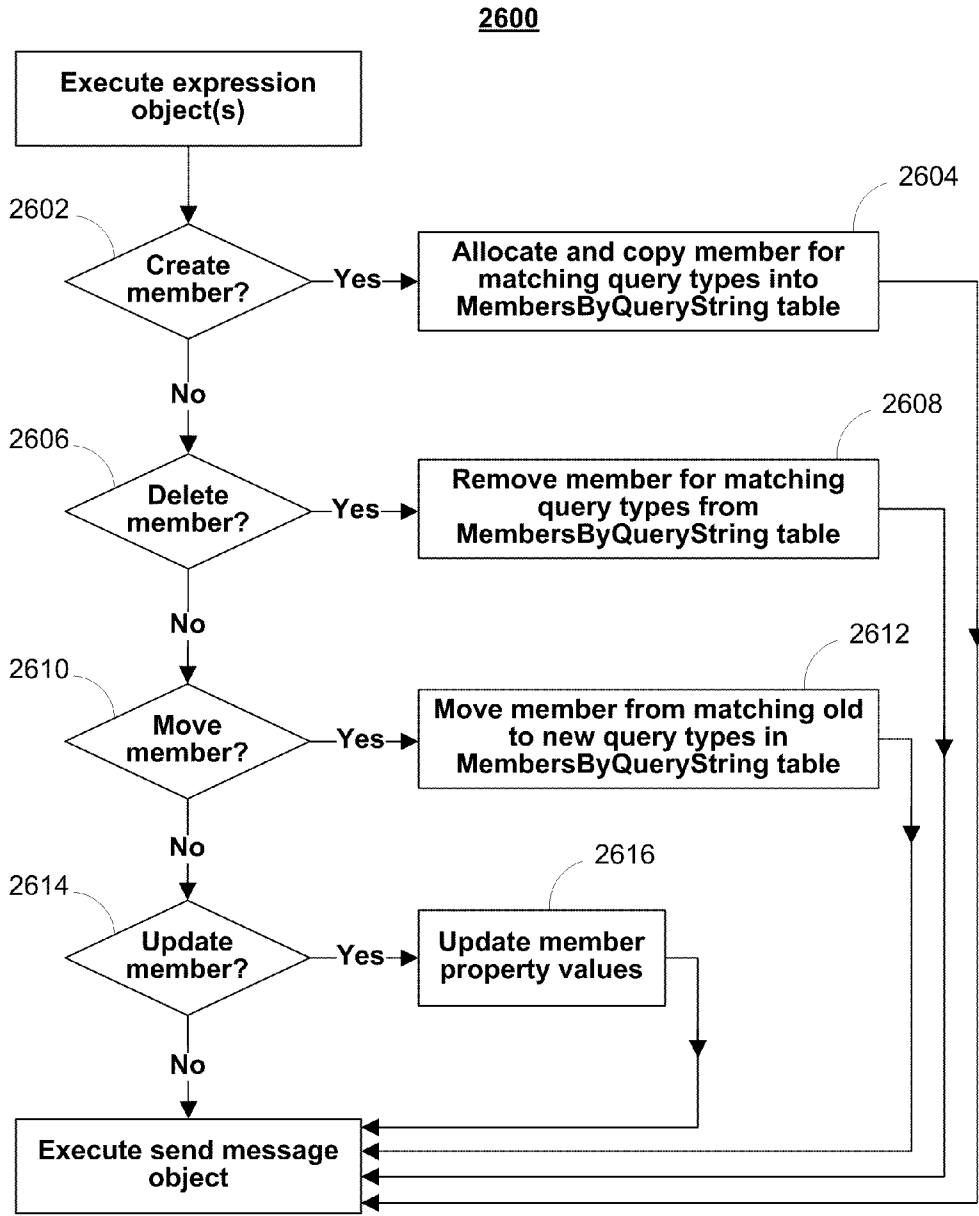 2600
Execute expression
object(s)
2602
Create
member?
Yes
2604
Allocate and copy member for
matching query types into
MembersByQueryString table
No
2606
Delete
member?
Yes
2608
Remove member for matching
query types from
MembersByQueryString table
No
2610
Move
member?
Yes
2612
Move member from matching old
to new query types in
MembersByQueryString table
No
2614
Update
member?
Yes
2616
Update member
property values
No
Execute send message
object